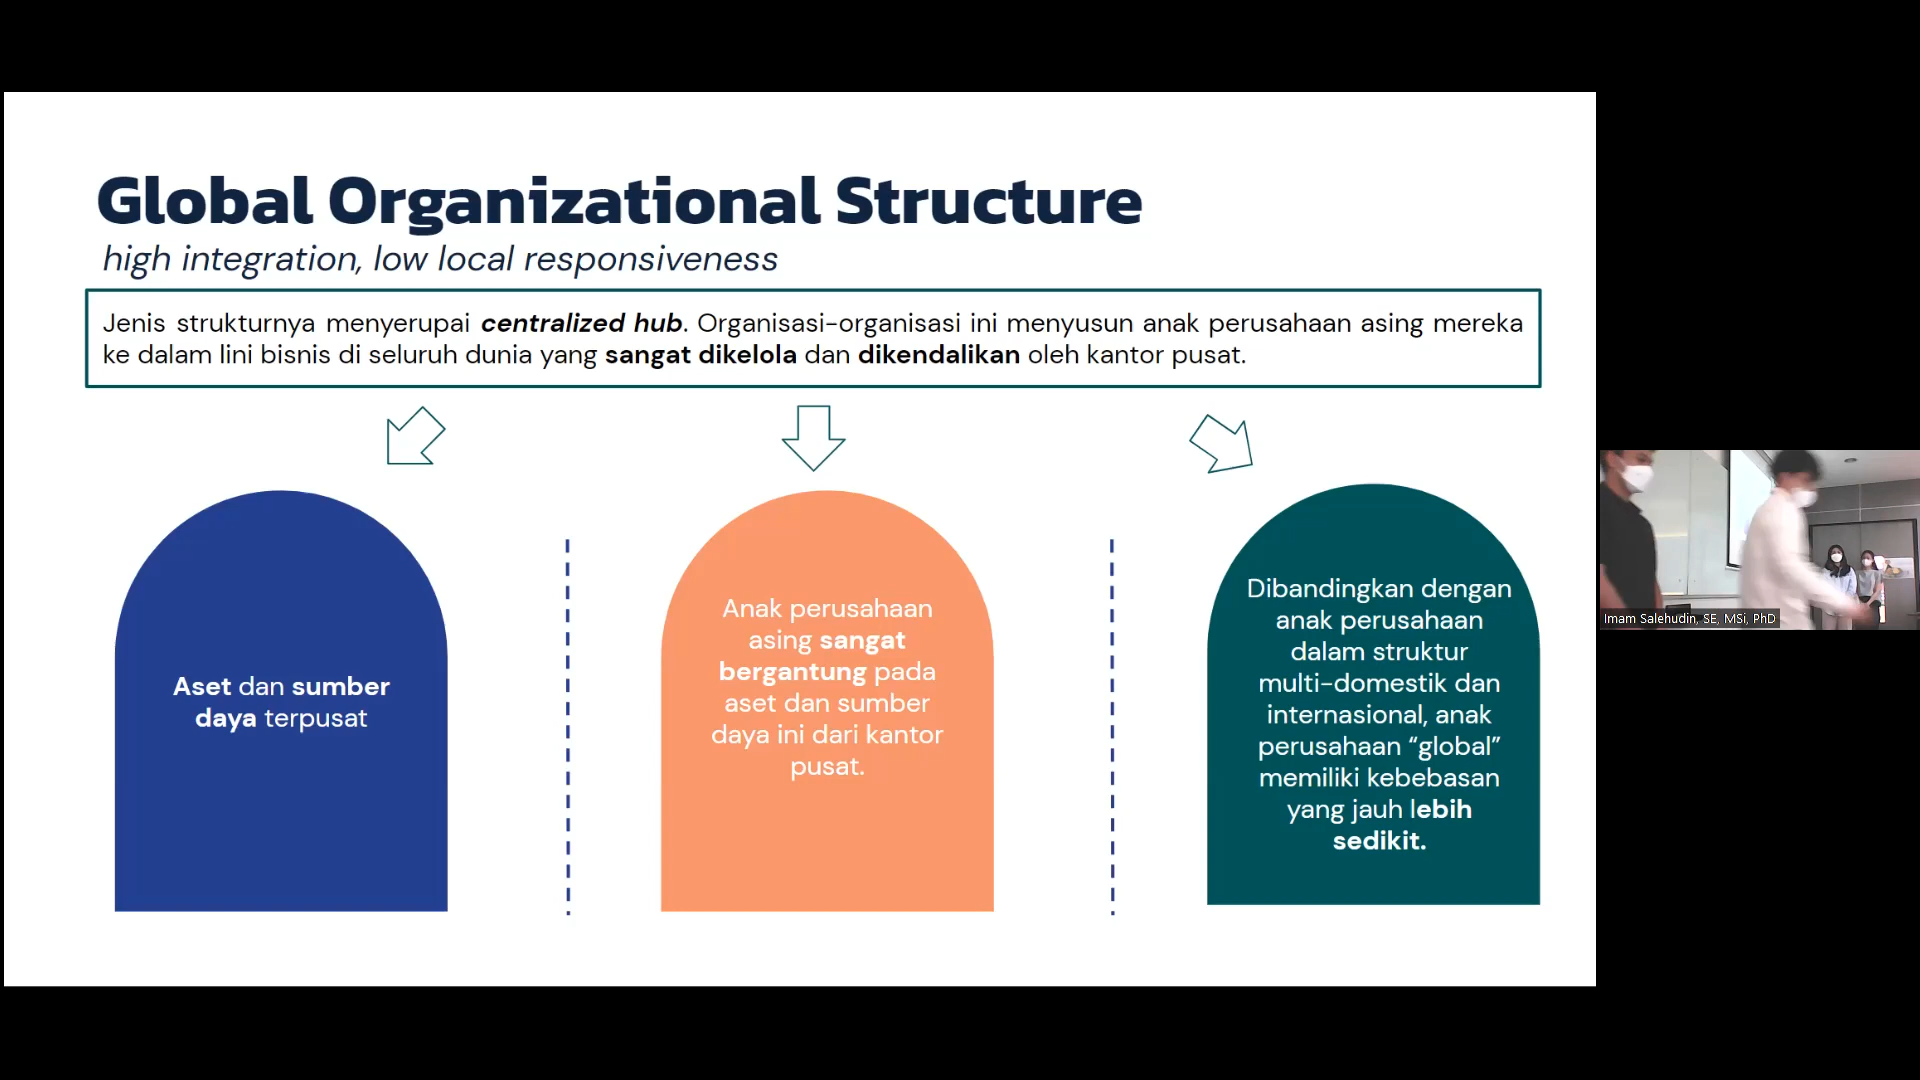 Global Organizational Structure
high integration, low local responsiveness
Jenis strukturnya menyerupai centralized hub. Organisasi-organisasi ini menyusun anak perusahaan asing mereka
ke dalam lini bisnis di seluruh dunia yang sangat dikelola dan dikendalikan oleh kantor pusat.
Aset dan sumber
daya terpusat
Anak perusahaan
asing sangat
bergantung pada
aset dan sumber
daya ini dari kantor
pusat.
Dibandingkan dengan
anak perusahaan
dalam struktur
multi-domestik dan
internasional, anak
perusahaan “global”
memiliki kebebasan
yang jauh lebih
sedikit.
Imam Salehudin, SE, MSi, PhD